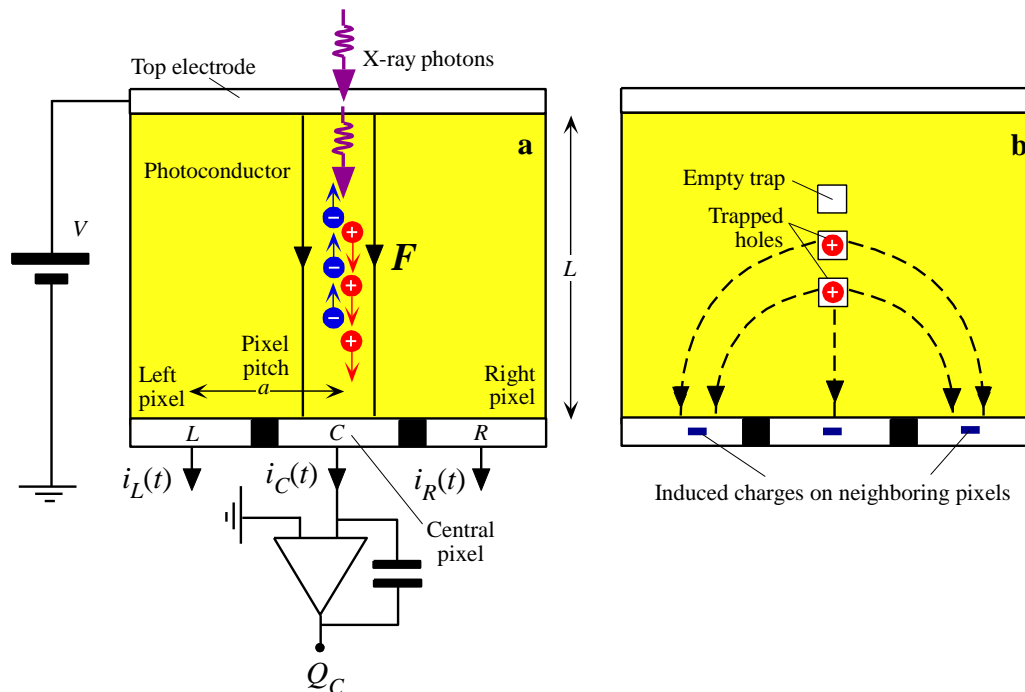 X-ray photons
Top electrode
a
Photoconductor
V
F
Pixel
pitch
a
Left
pixel
Right
pixel
L
L
C
R
i_L(t)
i_C(t)
i_R(t)
Central
pixel
Q_C
b
Empty trap
Trapped
holes
Induced charges on neighboring pixels